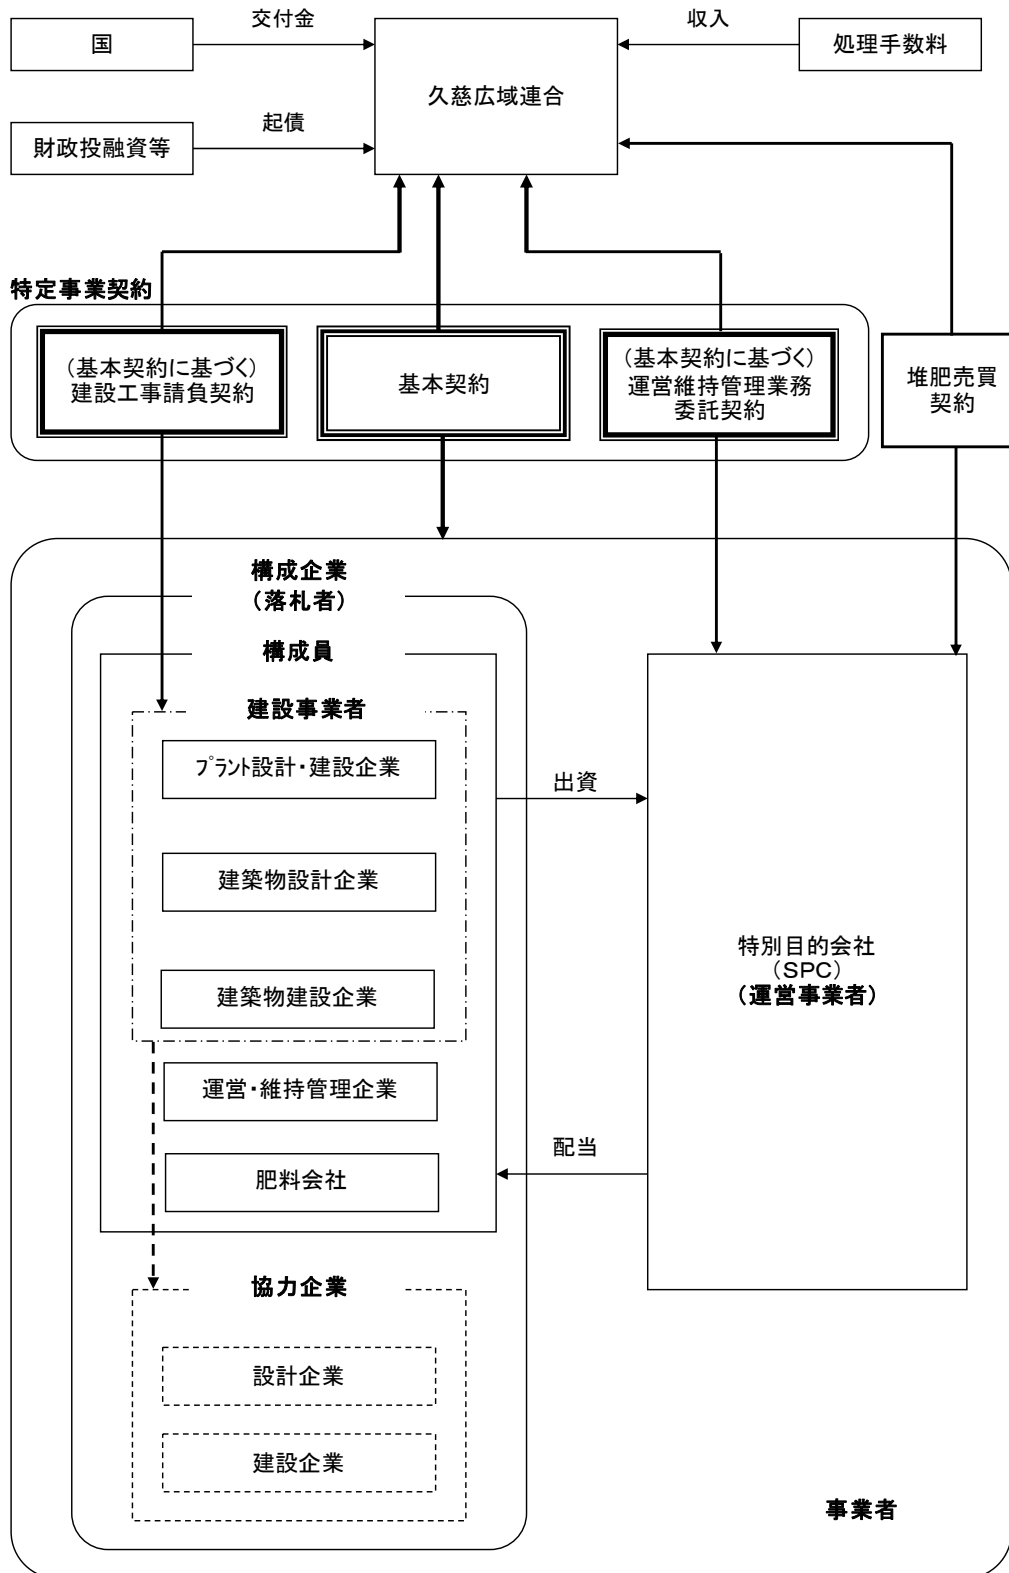 交付金
収入
国
処理手数料
久慈広域連合
起債
財政投融資等
特定事業契約
（基本契約に基づく）
建設工事請負契約
基本契約
（基本契約に基づく）
運営維持管理業務
委託契約
堆肥売買
契約
構成企業
（落札者）
構成員
建設事業者
プラント設計・建設企業
出資
建築物設計企業
特別目的会社
（SPC）
（運営事業者）
建築物建設企業
運営・維持管理企業
配当
肥料会社
協力企業
設計企業
建設企業
事業者